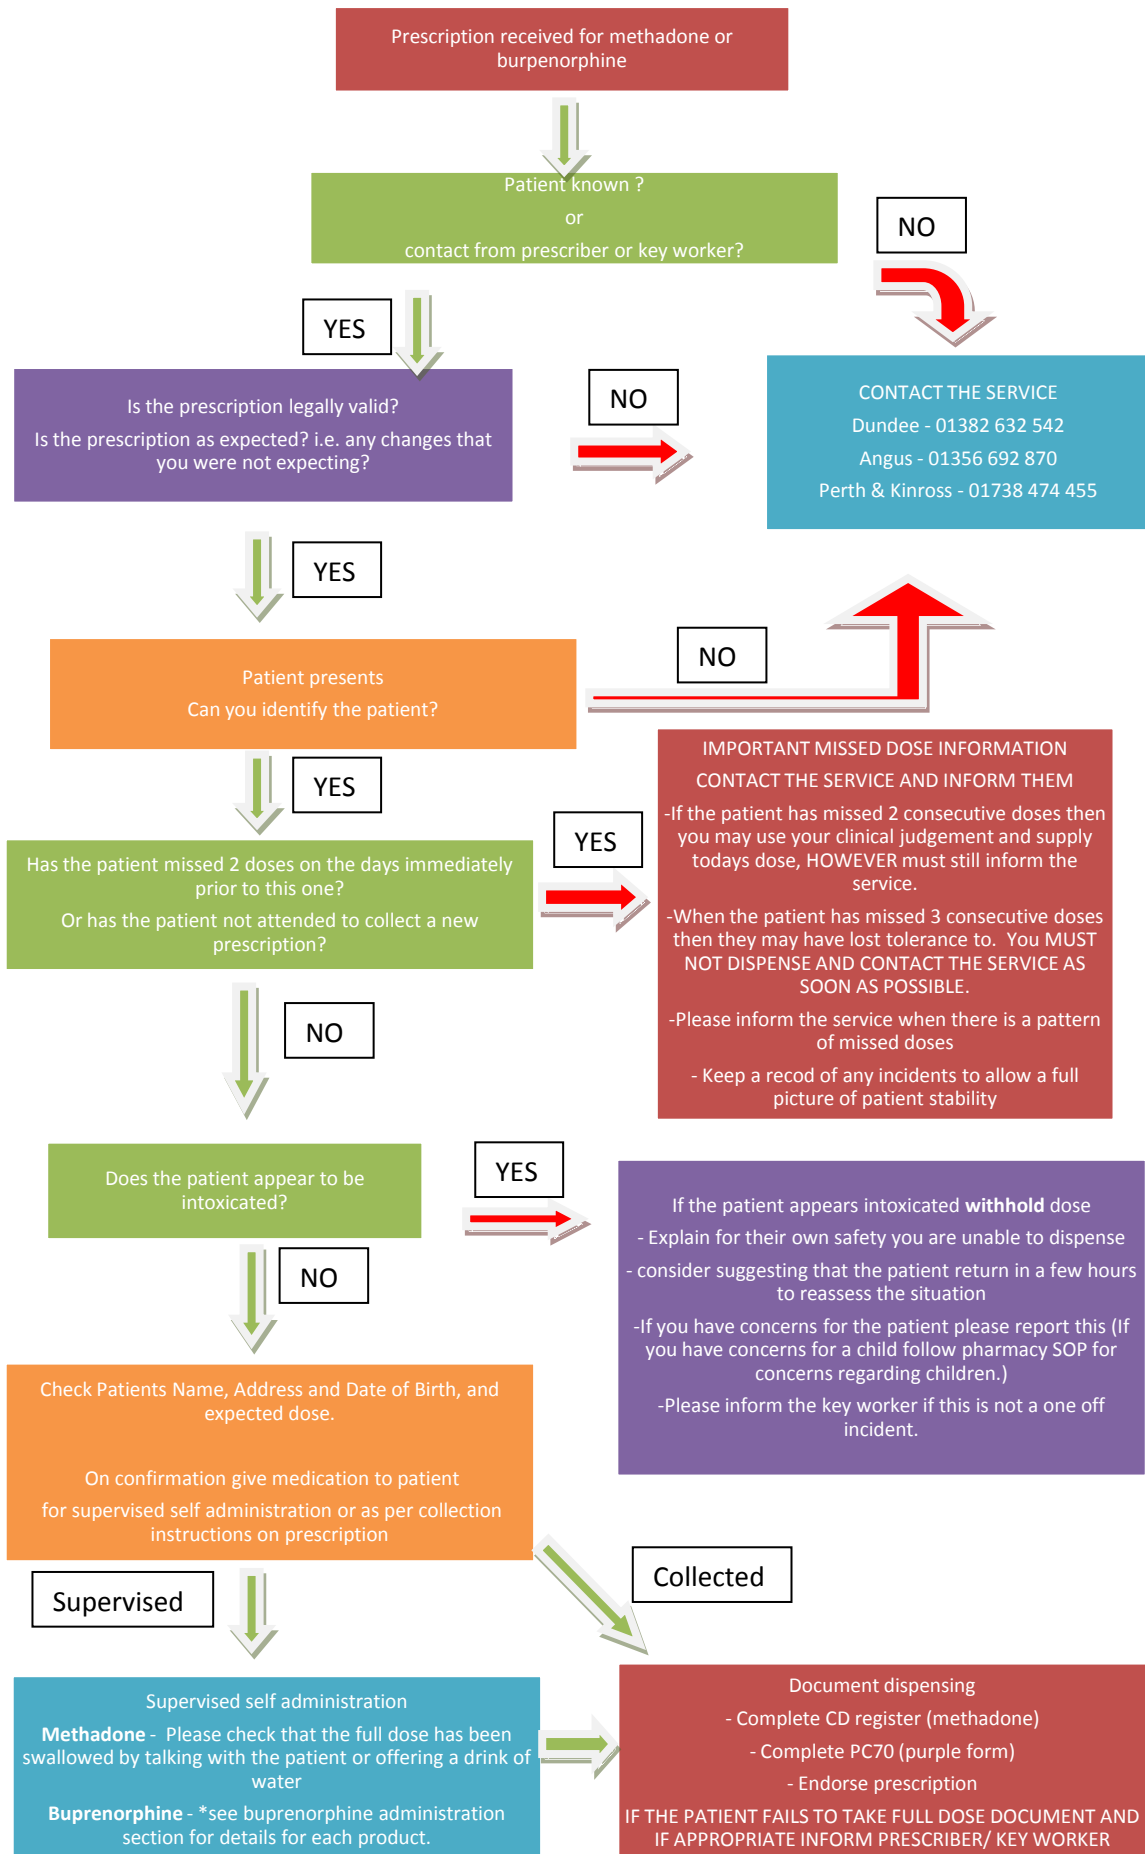 Prescription received for methadone or
burpenorphine
Patient known ?
or
contact from prescriber or key worker?
NO
YES
Is the prescription legally valid?
Is the prescription as expected? i.e. any changes that
you were not expecting?
NO
CONTACT THE SERVICE
Dundee - 01382 632 542
Angus - 01356 692 870
Perth & Kinross - 01738 474 455
YES
Patient presents
Can you identify the patient?
NO
YES
Has the patient missed 2 doses on the days immediately
prior to this one?
Or has the patient not attended to collect a new
prescription?
YES
IMPORTANT MISSED DOSE INFORMATION
CONTACT THE SERVICE AND INFORM THEM
-If the patient has missed 2 consecutive doses then
you may use your clinical judgement and supply
todays dose, HOWEVER must still inform the
service.
-When the patient has missed 3 consecutive doses
then they may have lost tolerance to. You MUST
NOT DISPENSE AND CONTACT THE SERVICE AS
SOON AS POSSIBLE.
-Please inform the service when there is a pattern
of missed doses
- Keep a recod of any incidents to allow a full
picture of patient stability
NO
Does the patient appear to be
intoxicated?
YES
If the patient appears intoxicated withhold dose
- Explain for their own safety you are unable to dispense
- consider suggesting that the patient return in a few hours
to reassess the situation
-If you have concerns for the patient please report this (If
you have concerns for a child follow pharmacy SOP for
concerns regarding children.)
-Please inform the key worker if this is not a one off
incident.
NO
Check Patients Name, Address and Date of Birth, and
expected dose.
On confirmation give medication to patient
for supervised self administration or as per collection
instructions on prescription
Supervised
Collected
Supervised self administration
Methadone - Please check that the full dose has been
swallowed by talking with the patient or offering a drink of
water
Buprenorphine - *see buprenorphine administration
section for details for each product.
Document dispensing
- Complete CD register (methadone)
- Complete PC70 (purple form)
- Endorse prescription
IF THE PATIENT FAILS TO TAKE FULL DOSE DOCUMENT AND
IF APPROPRIATE INFORM PRESCRIBER/ KEY WORKER